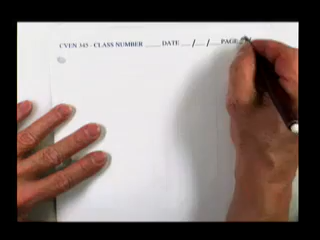 CVEN 345 - CLASS NUMBER ____ DATE __/__/__ PAGE